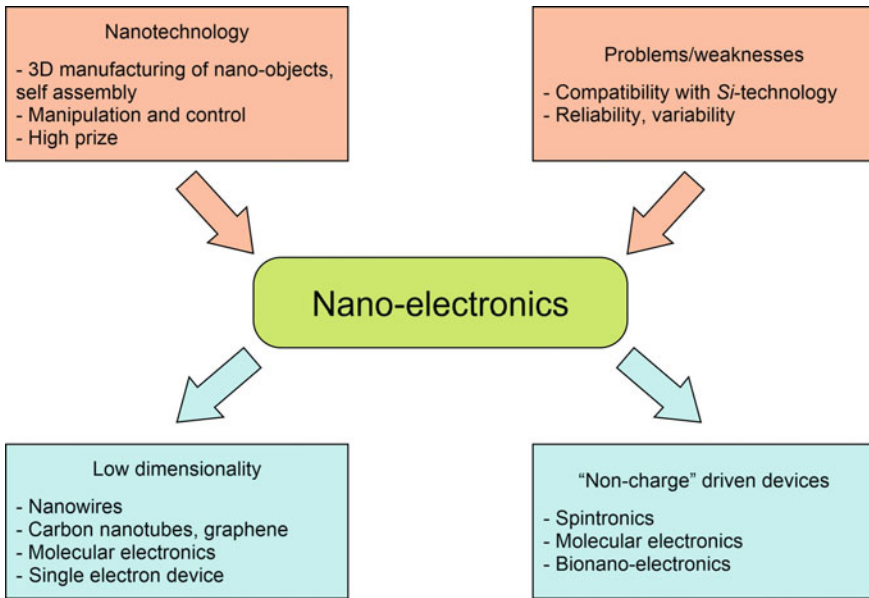 Nanotechnology
- 3D manufacturing of nano-objects,
self assembly
- Manipulation and control
- High prize
Problems/weaknesses
- Compatibility with Si-technology
- Reliability, variability
Nano-electronics
Low dimensionality
- Nanowires
- Carbon nanotubes, graphene
- Molecular electronics
- Single electron device
“Non-charge” driven devices
- Spintronics
- Molecular electronics
- Bionano-electronics